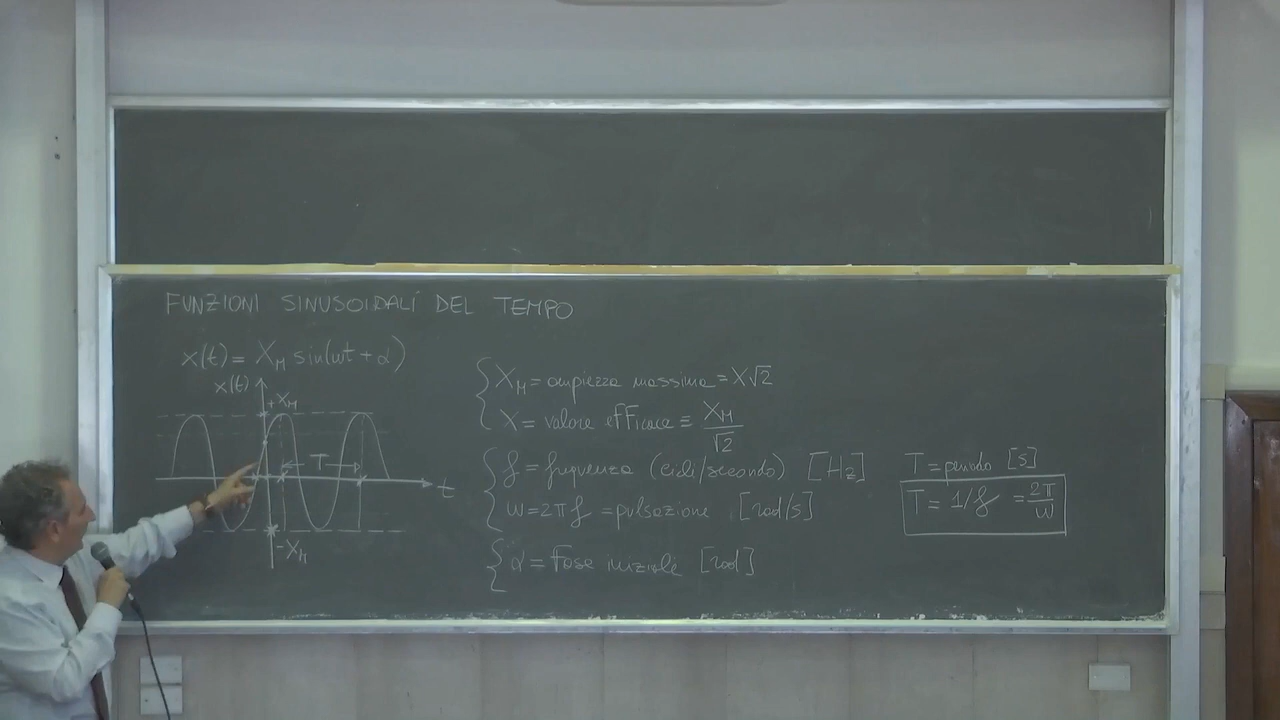 FUNZIONI SINUSOIDALI DEL TEMPO
x(t) = X_M sin(ωt + α)
x(t)
+X_M
T
t
-X_M
X_M = ampiezza massima = X√2
X = valore efficace ≡ X_M/√2
f = frequenza (cicli/secondo) [Hz]
ω = 2πf = pulsazione [rad/s]
α = fase iniziale [rad]
T = periodo [s]
T = 1/f = 2π/ω